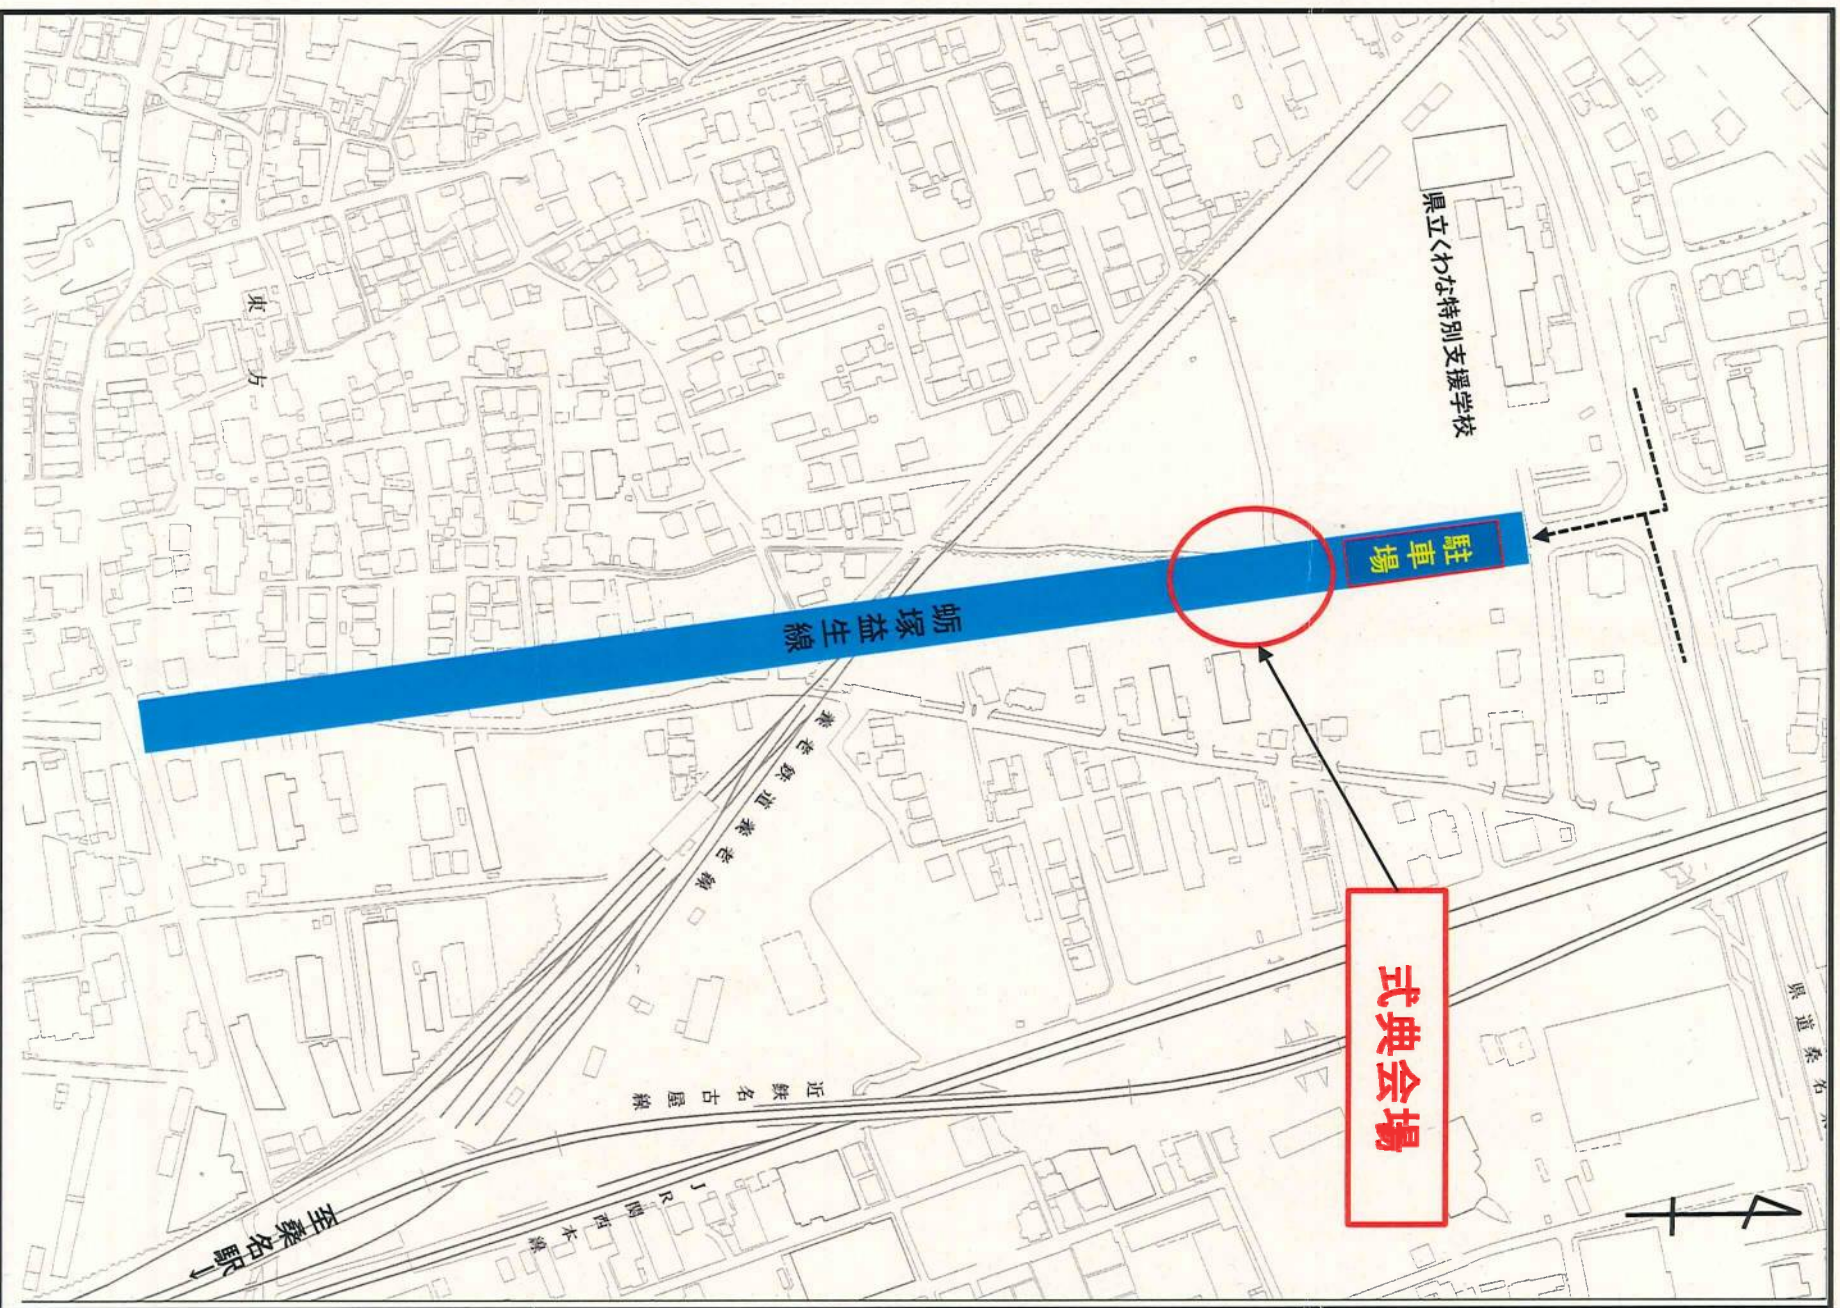 県立くわな特別支援学校
駐車場
式典会場
蛎塚益生線
東方
養老鉄道養老線
近鉄名古屋線
JR関西本線
至桑名駅→
県道桑名